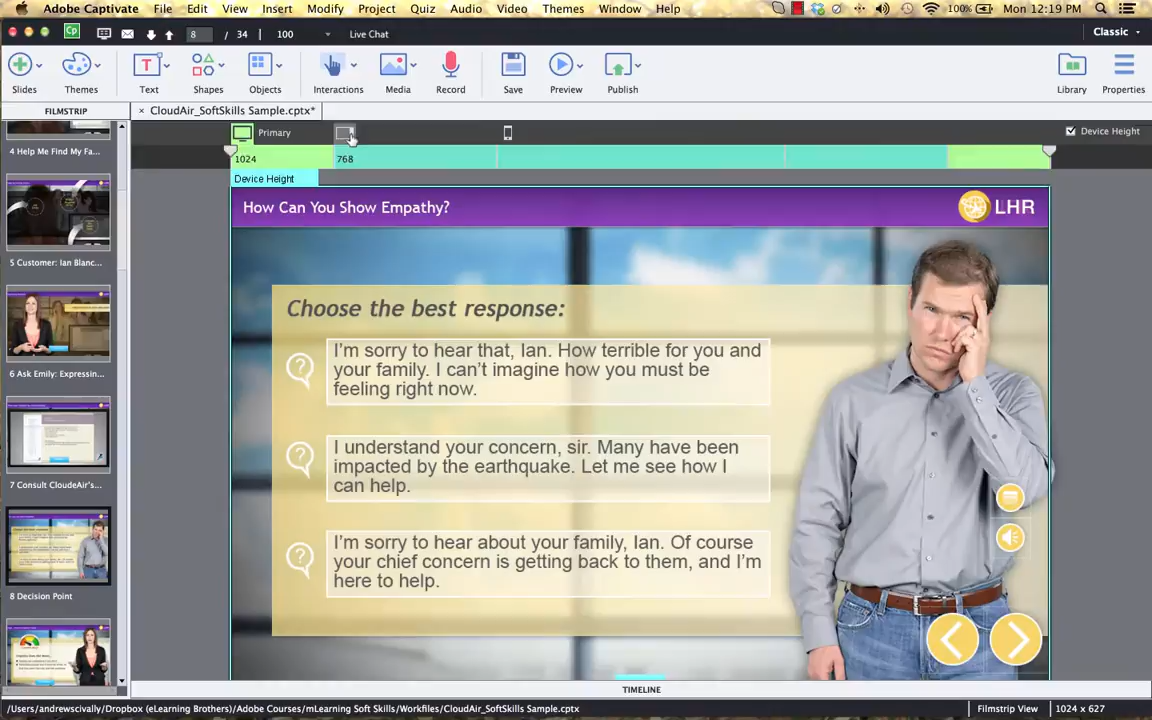 Adobe Captivate File Edit View Insert Modify Project Quiz Audio Video Themes Window Help 100% Mon 12:19 PM
Cp 8 / 34 100 Live Chat Classic
Slides Themes Text Shapes Objects Interactions Media Record Save Preview Publish Library Properties
FILMSTRIP × CloudAir_SoftSkills Sample.cptx*
Primary Device Height
1024 768
Device Height
4 Help Me Find My Fa...
5 Customer: Ian Blanc...
6 Ask Emily: Expressin...
7 Consult CloudeAir's...
8 Decision Point
How Can You Show Empathy? LHR
Choose the best response:
I'm sorry to hear that, Ian. How terrible for you and
your family. I can't imagine how you must be
feeling right now.
I understand your concern, sir. Many have been
impacted by the earthquake. Let me see how I
can help.
I'm sorry to hear about your family, Ian. Of course
your chief concern is getting back to them, and I'm
here to help.
TIMELINE
/Users/andrewscivally/Dropbox (eLearning Brothers)/Adobe Courses/mLearning Soft Skills/Workfiles/CloudAir_SoftSkills Sample.cptx Filmstrip View 1024 x 627